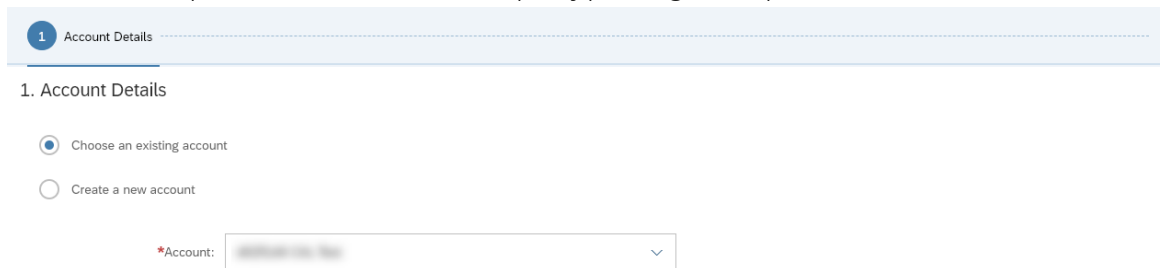 1 Account Details
1. Account Details
Choose an existing account
Create a new account
*Account: